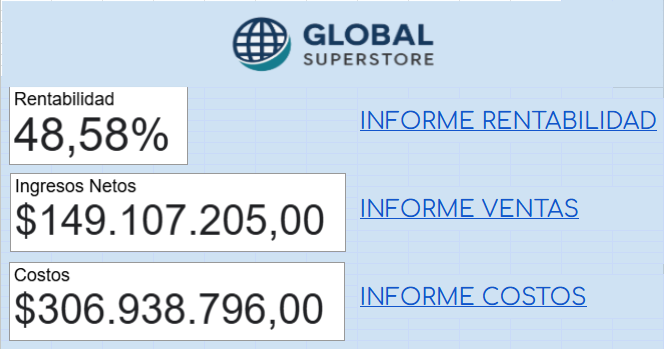 GLOBAL
SUPERSTORE
Rentabilidad
48,58%
INFORME RENTABILIDAD
Ingresos Netos
$149.107.205,00
INFORME VENTAS
Costos
$306.938.796,00
INFORME COSTOS